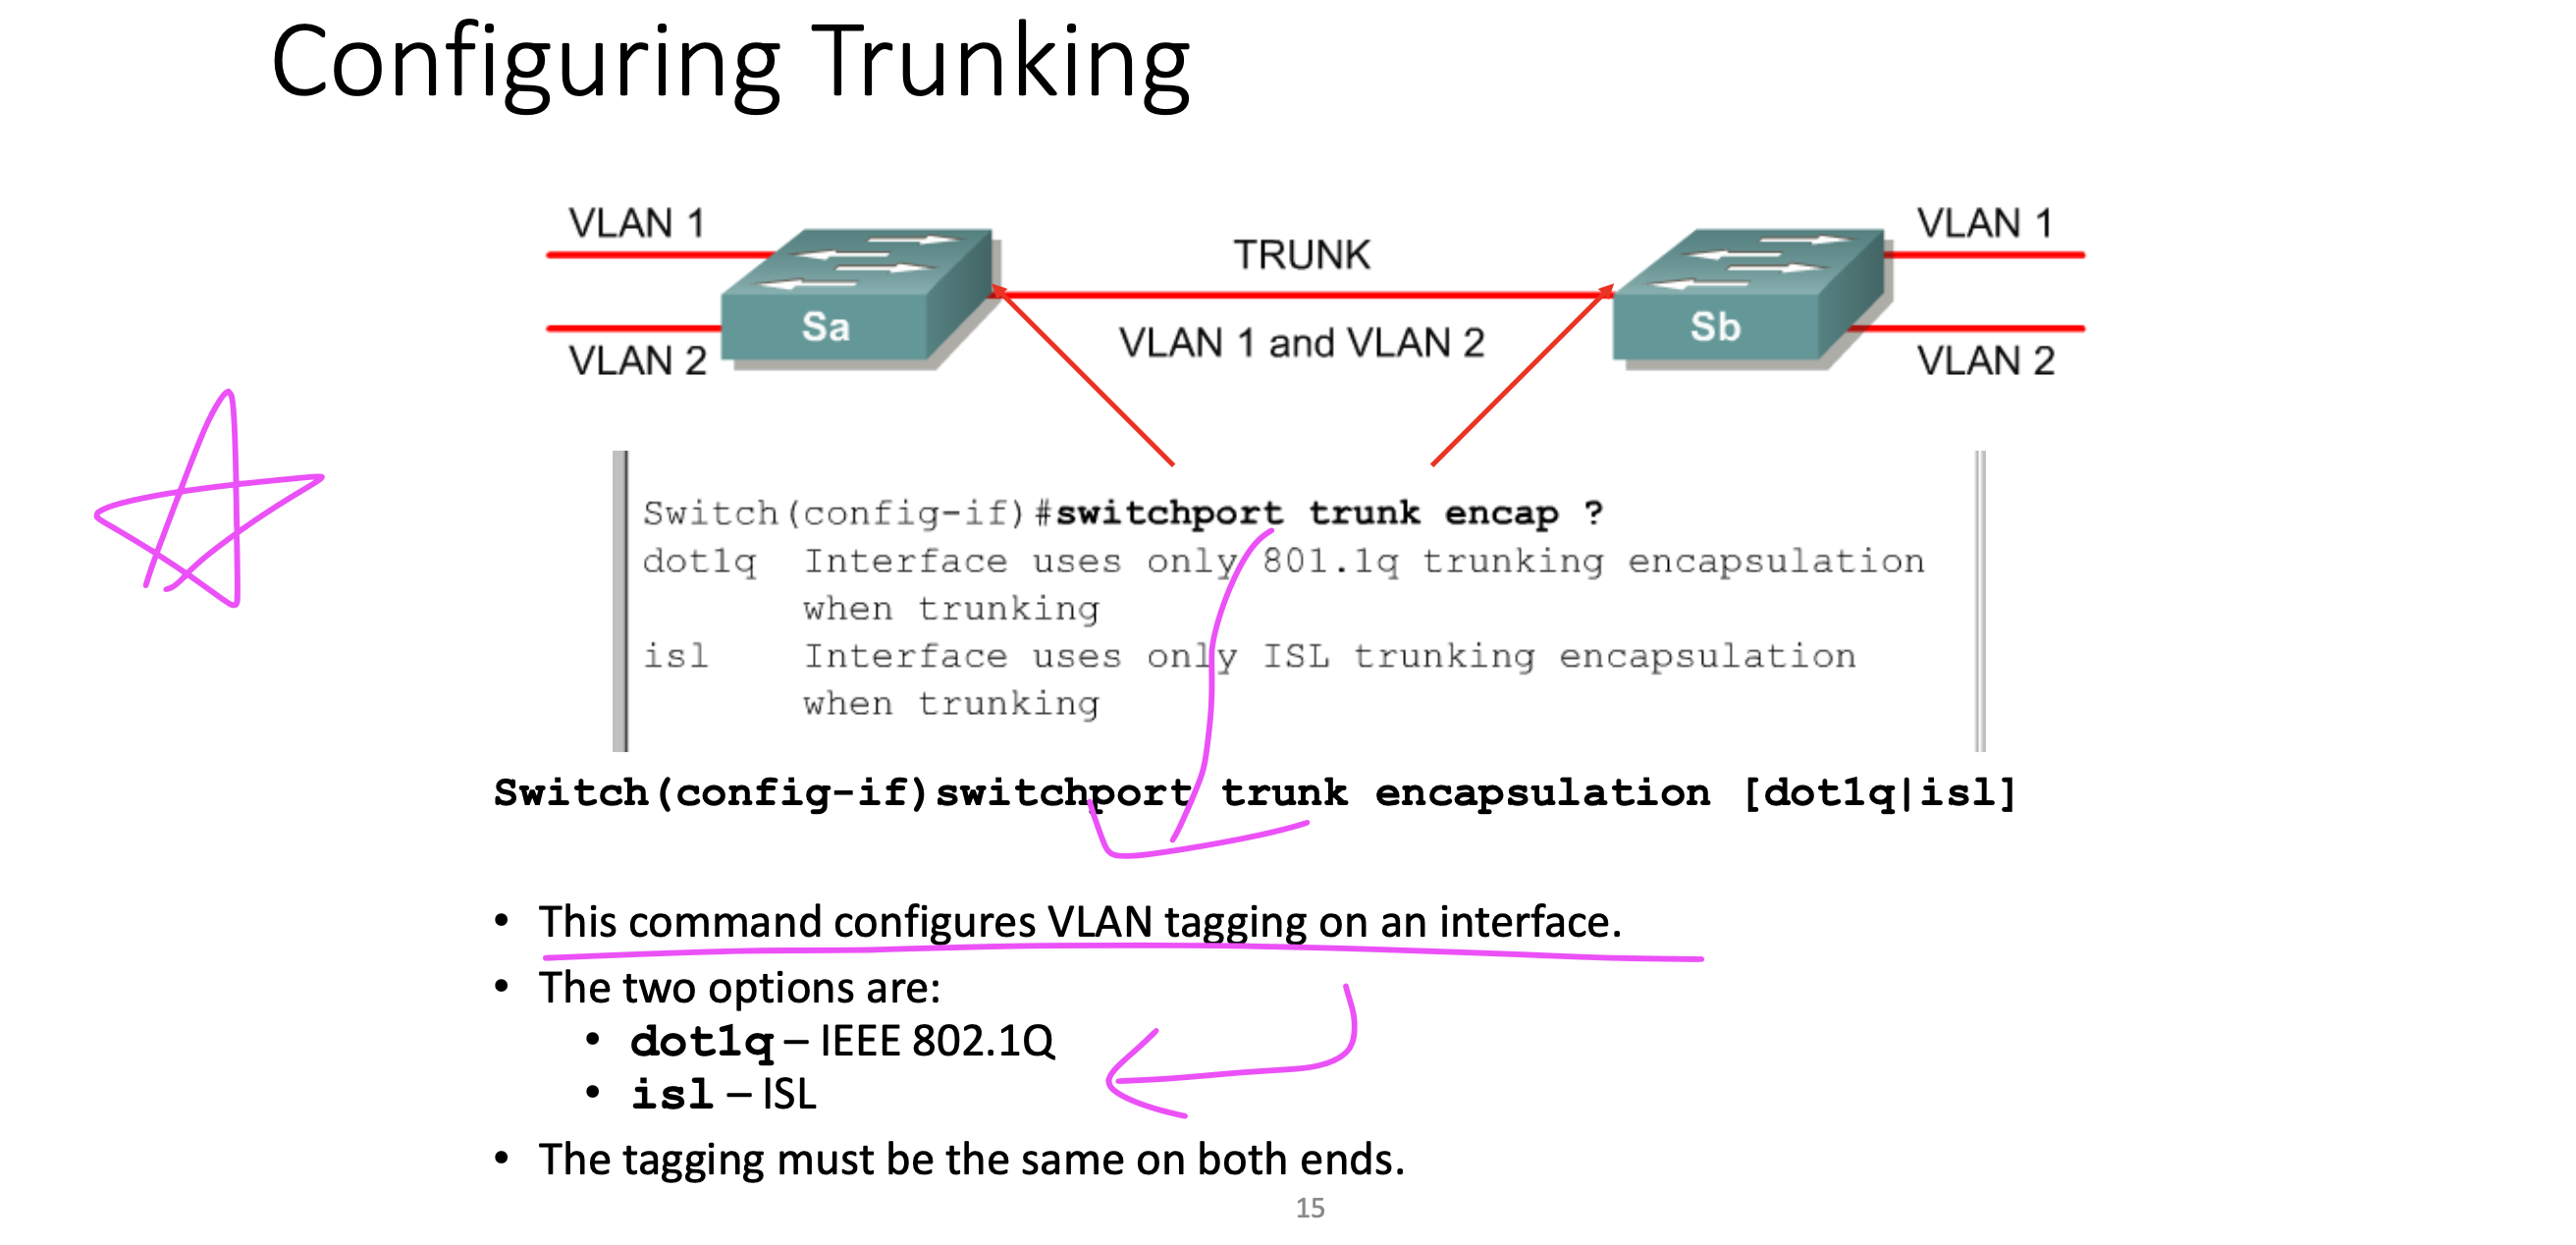 Configuring Trunking
VLAN 1
TRUNK
VLAN 1
Sa
VLAN 1 and VLAN 2
Sb
VLAN 2
VLAN 2
Switch(config-if)#switchport trunk encap ?
dot1q Interface uses only 801.1q trunking encapsulation
when trunking
isl Interface uses only ISL trunking encapsulation
when trunking
Switch(config-if)switchport trunk encapsulation [dot1q|isl]
• This command configures VLAN tagging on an interface.
• The two options are:
• dot1q – IEEE 802.1Q
• isl – ISL
• The tagging must be the same on both ends.
15